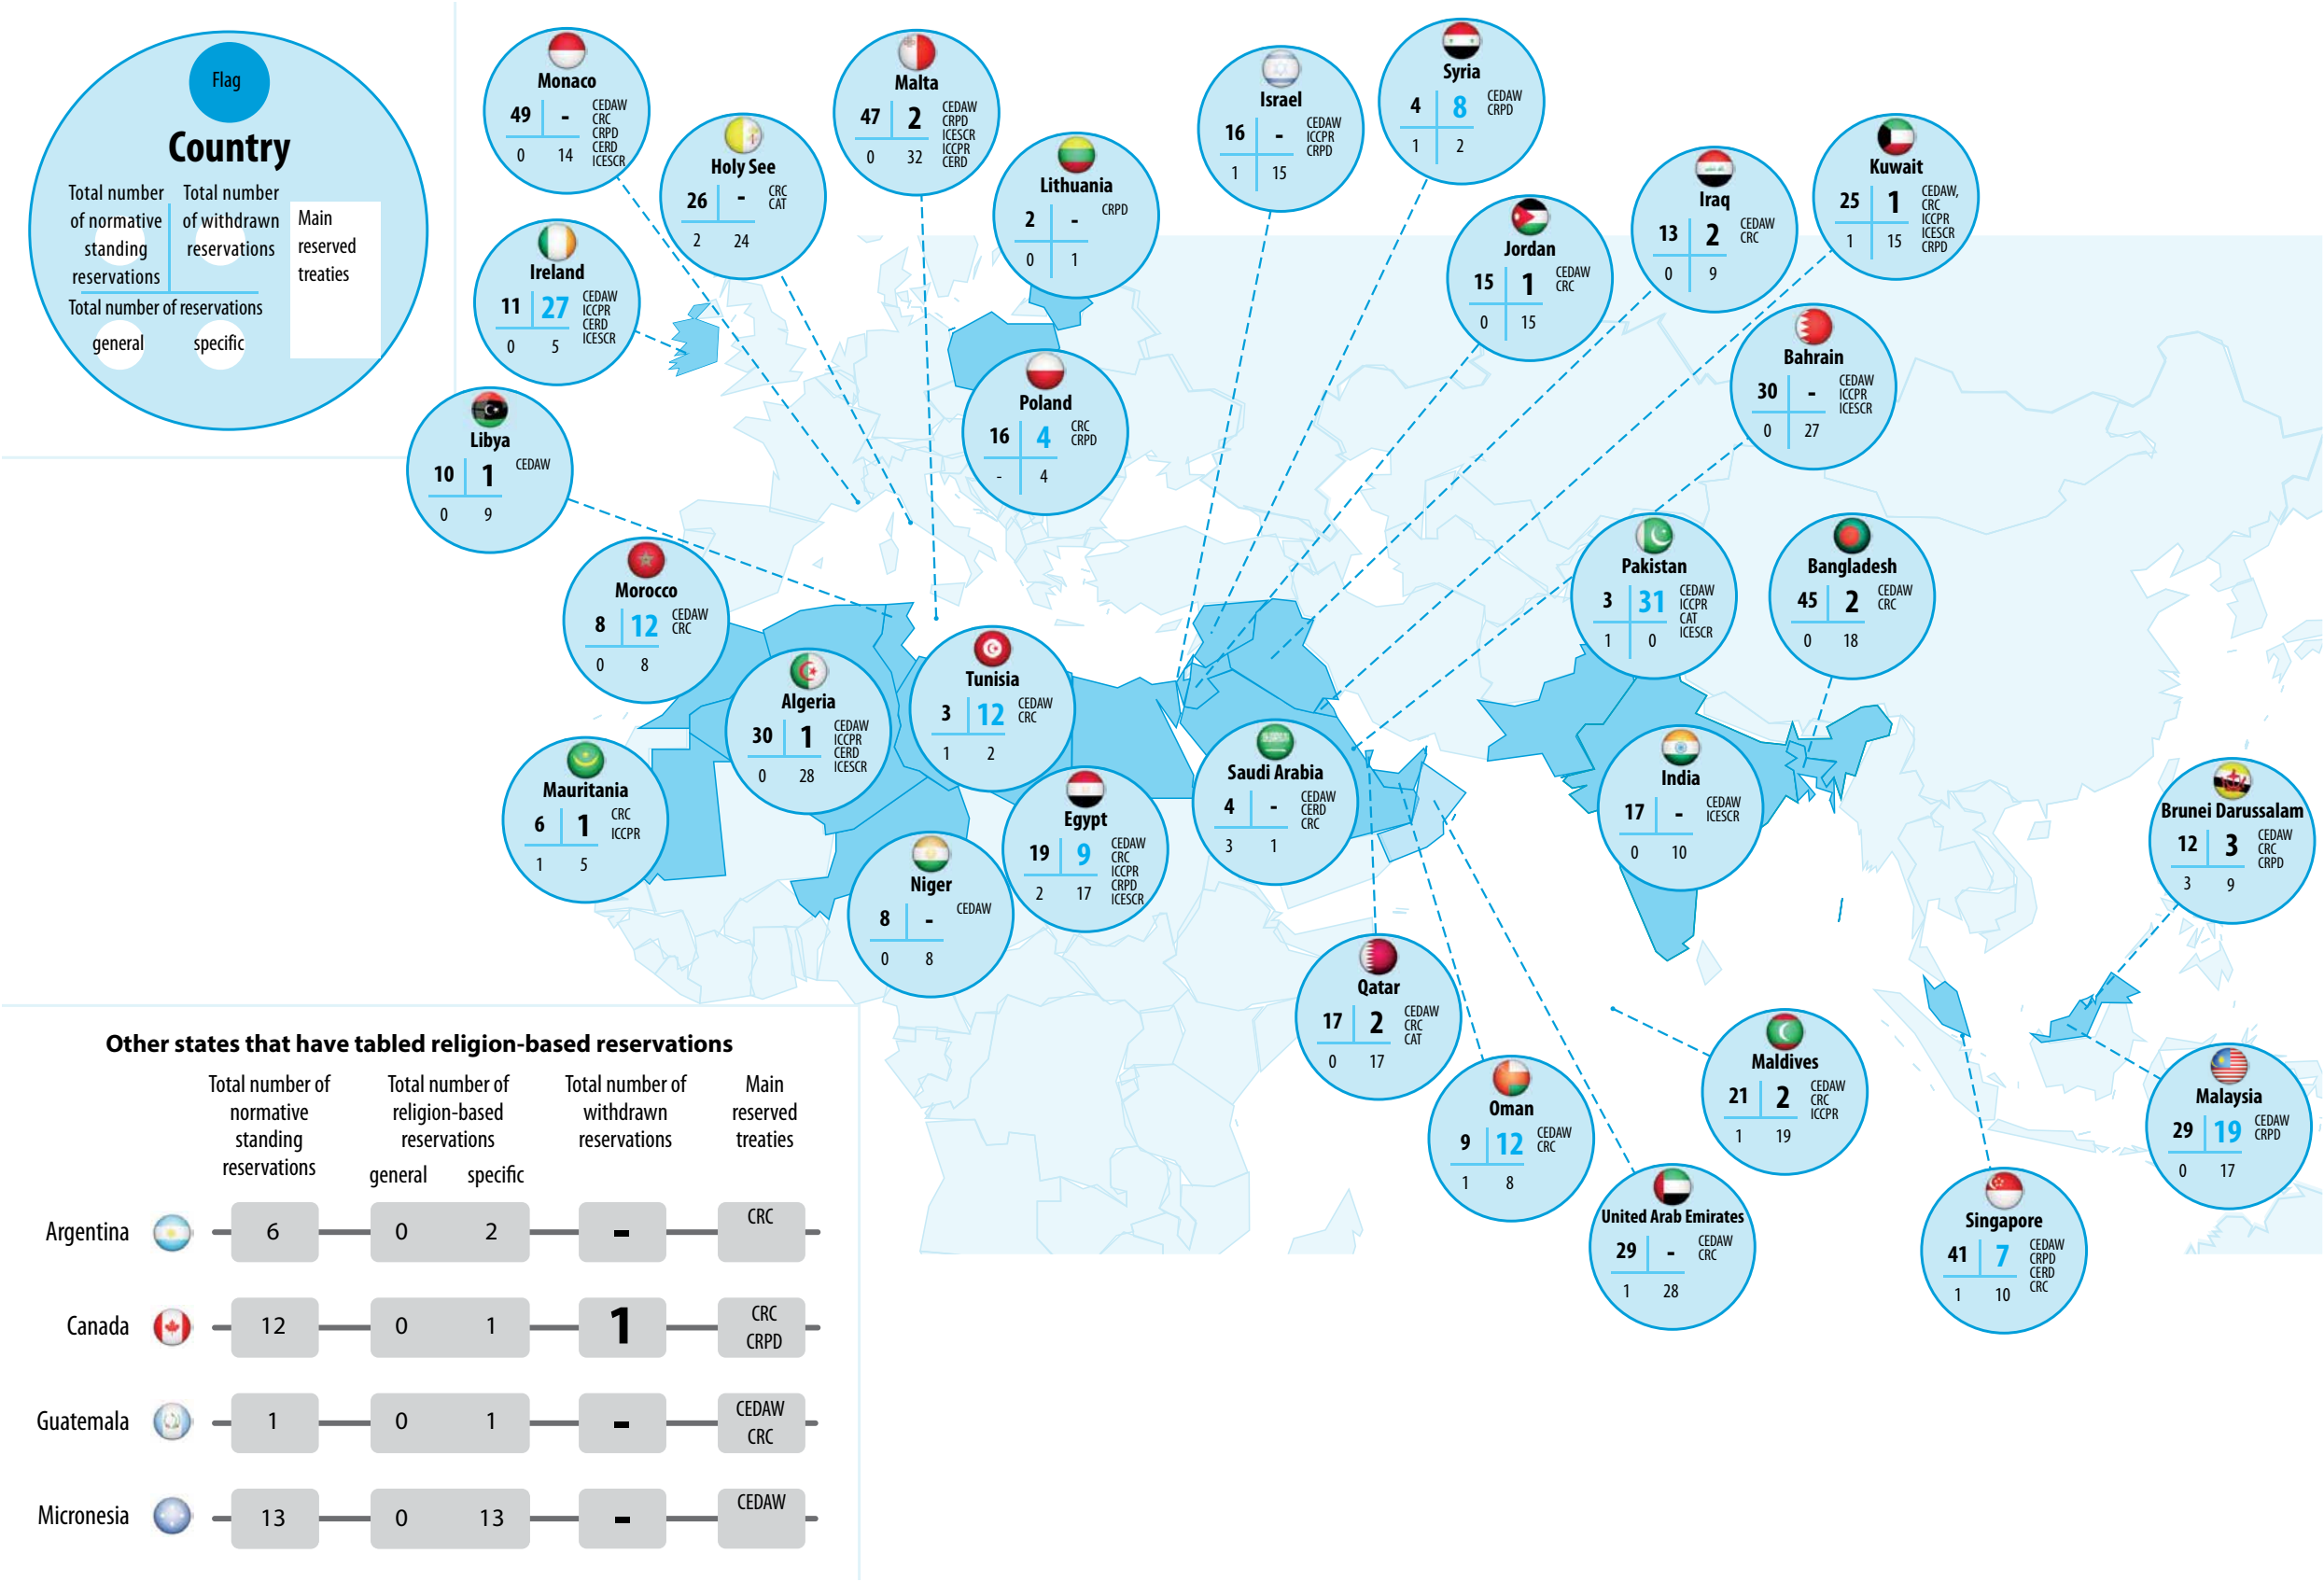 Flag
Country
Total number
of normative
standing
reservations
Total number
of withdrawn
reservations
Main
reserved
treaties
Total number of reservations
general specific
Monaco
49 - CEDAW
CRC
CRPD
CERD
ICESCR
0 14
Holy See
26 - CRC
CAT
2 24
Malta
47 2 CEDAW
CRPD
ICESCR
ICCPR
CERD
0 32
Lithuania
2 - CRPD
0 1
Israel
16 - CEDAW
ICCPR
CRPD
1 15
Syria
4 8 CEDAW
CRPD
1 2
Jordan
15 1 CEDAW
CRC
0 15
Iraq
13 2 CEDAW
CRC
0 9
Kuwait
25 1 CEDAW,
CRC
ICCPR
ICESCR
CRPD
1 15
Ireland
11 27 CEDAW
ICCPR
CERD
ICESCR
0 5
Bahrain
30 - CEDAW
ICCPR
ICESCR
0 27
Poland
16 4 CRC
CRPD
- 4
Libya
10 1 CEDAW
0 9
Morocco
8 12 CEDAW
CRC
0 8
Pakistan
3 31 CEDAW
ICCPR
CAT
ICESCR
1 0
Bangladesh
45 2 CEDAW
CRC
0 18
Algeria
30 1 CEDAW
ICCPR
CERD
ICESCR
0 28
Tunisia
3 12 CEDAW
CRC
1 2
Mauritania
6 1 CRC
ICCPR
1 5
Egypt
19 9 CEDAW
CRC
ICCPR
CRPD
ICESCR
2 17
Saudi Arabia
4 - CEDAW
CERD
CRC
3 1
India
17 - CEDAW
ICESCR
0 10
Brunei Darussalam
12 3 CEDAW
CRC
CRPD
3 9
Niger
8 - CEDAW
0 8
Qatar
17 2 CEDAW
CRC
CAT
0 17
Oman
9 12 CEDAW
CRC
1 8
Maldives
21 2 CEDAW
CRC
ICCPR
1 19
Malaysia
29 19 CEDAW
CRPD
0 17
United Arab Emirates
29 - CEDAW
CRC
1 28
Singapore
41 7 CEDAW
CRPD
CERD
CRC
1 10
Other states that have tabled religion-based reservations
Total number of
normative
standing
reservations
Total number of
religion-based
reservations
general specific
Total number of
withdrawn
reservations
Main
reserved
treaties
Argentina 6 0 2 - CRC
Canada 12 0 1 1 CRC
CRPD
Guatemala 1 0 1 - CEDAW
CRC
Micronesia 13 0 13 - CEDAW